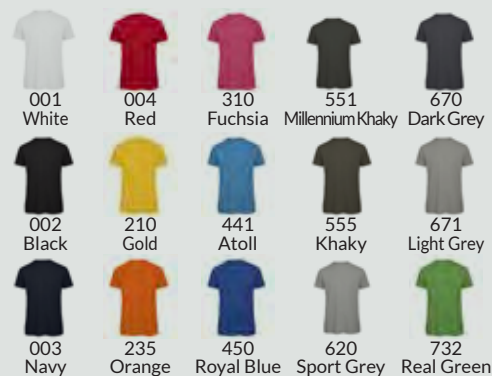 001 004 310 551 670
White Red Fuchsia Millennium Khaky Dark Grey
002 210 441 555 671
Black Gold Atoll Khaky Light Grey
003 235 450 620 732
Navy Orange Royal Blue Sport Grey Real Green